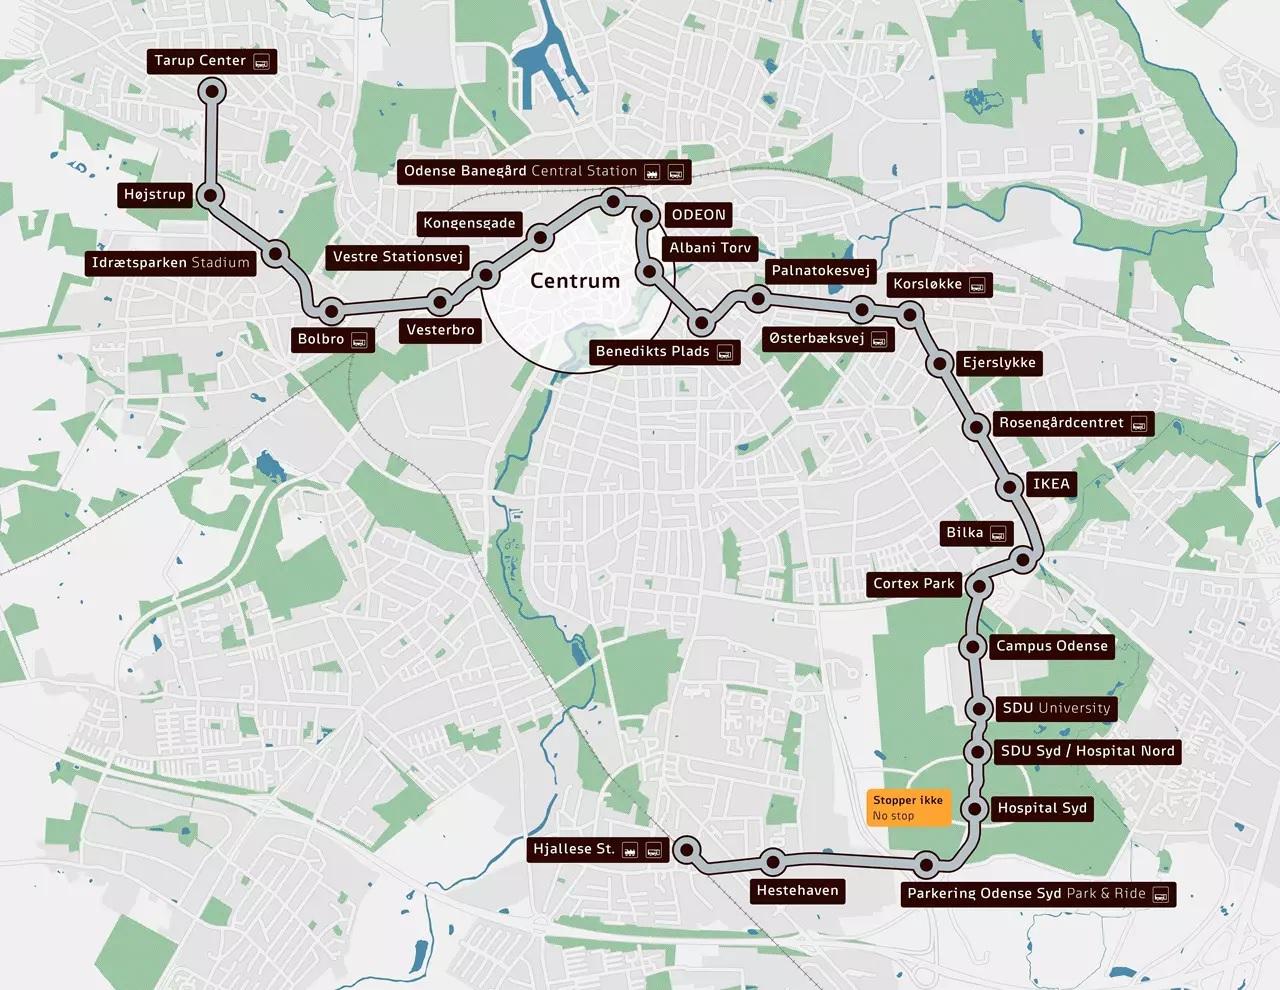 Tarup Center
Højstrup
Idrætsparken Stadium
Bolbro
Vesterbro
Vestre Stationsvej
Kongensgade
Odense Banegård Central Station
ODEON
Albani Torv
Centrum
Benedikts Plads
Palnatokesvej
Østerbæksvej
Korsløkke
Ejerslykke
Rosengårdcentret
IKEA
Bilka
Cortex Park
Campus Odense
SDU University
SDU Syd / Hospital Nord
Stopper ikke
No stop
Hospital Syd
Parkering Odense Syd Park & Ride
Hestehaven
Hjallese St.